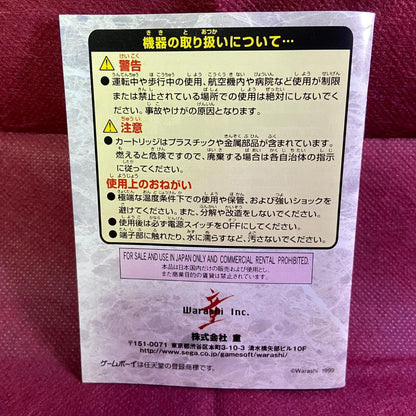 機器の取り扱いについて…
きき と あつか
警告
けいこく
●運転中や歩行中の使用、航空機内や病院など使用が制限
または禁止されている場所での使用は絶対にしないでく
ださい。事故やけがの原因となります。
注意
ちゅうい
●カートリッジはプラスチックや金属部品が含まれています。
燃えると危険ですので、廃棄する場合は各自治体の指示
に従ってください。
使用上のおねがい
●極端な温度条件下での使用や保管、および強いショックを
避けてください。また、分解や改造をしないでください。
●使用後は必ず電源スイッチをOFFにしてください。
●端子部に触れたり、水に濡らすなど、汚さないでください。
FOR SALE AND USE IN JAPAN ONLY AND COMMERCIAL RENTAL PROHIBITED.
本品は日本国内だけの販売および使用とし、
また商業目的の賃貸は禁止されています。
童
Warashi Inc.
株式会社 童
〒151-0071 東京都渋谷区本町3-10-3 清水橋矢部ビル10F
http://www.sega.co.jp/gamesoft/warashi/
ゲームボーイは任天堂の登録商標です。
©Warashi 1999